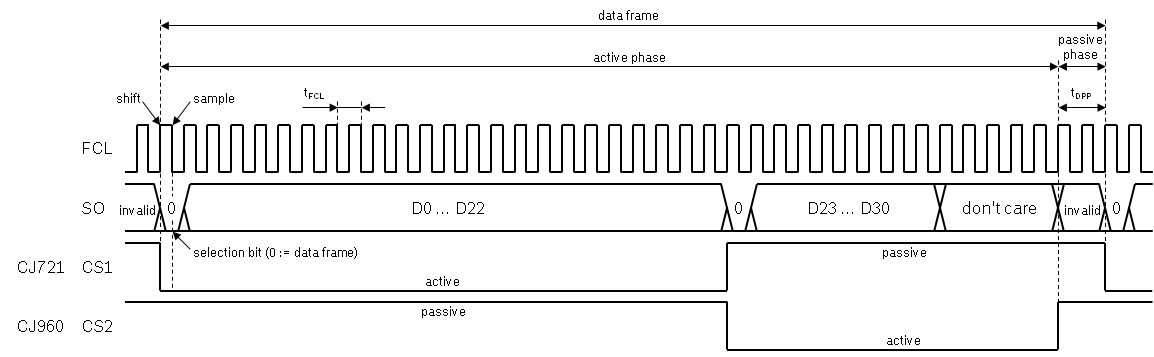 data frame
active phase
passive
phase
shift
sample
tFCL
tDPP
FCL
SO
invalid
0
D0 ... D22
0
D23 ... D30
don't care
invalid
0
selection bit (0 := data frame)
CJ721 CS1
active
passive
CJ960 CS2
passive
active